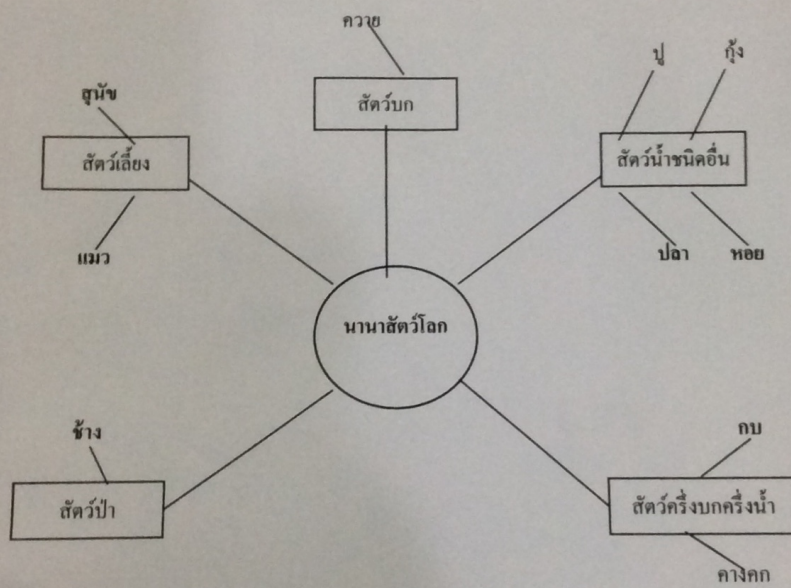 ควาย
สัตว์บก
ปู
กุ้ง
สัตว์น้ำชนิดอื่น
ปลา
หอย
สุนัข
สัตว์เลี้ยง
แมว
นานาสัตว์โลก
ช้าง
สัตว์ป่า
กบ
สัตว์ครึ่งบกครึ่งน้ำ
คางคก